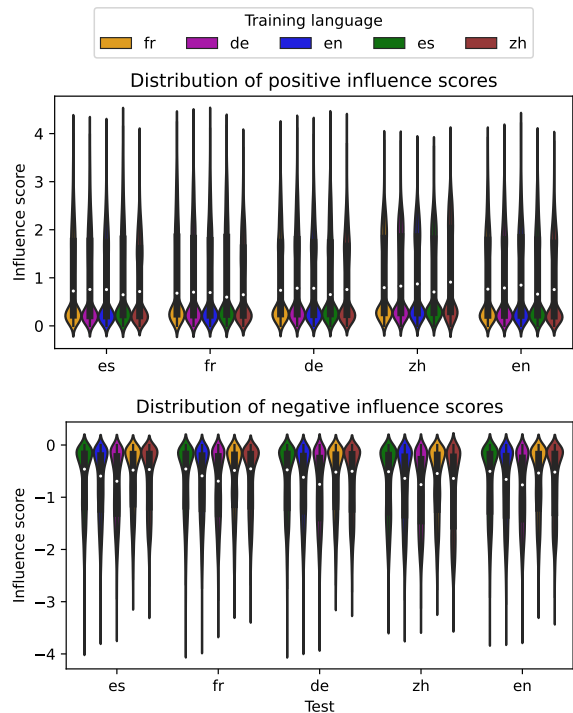 Training language
fr de en es zh
Distribution of positive influence scores
Influence score
4
3
2
1
0
es fr de zh en
Distribution of negative influence scores
Influence score
0
−1
−2
−3
−4
es fr de zh en
Test